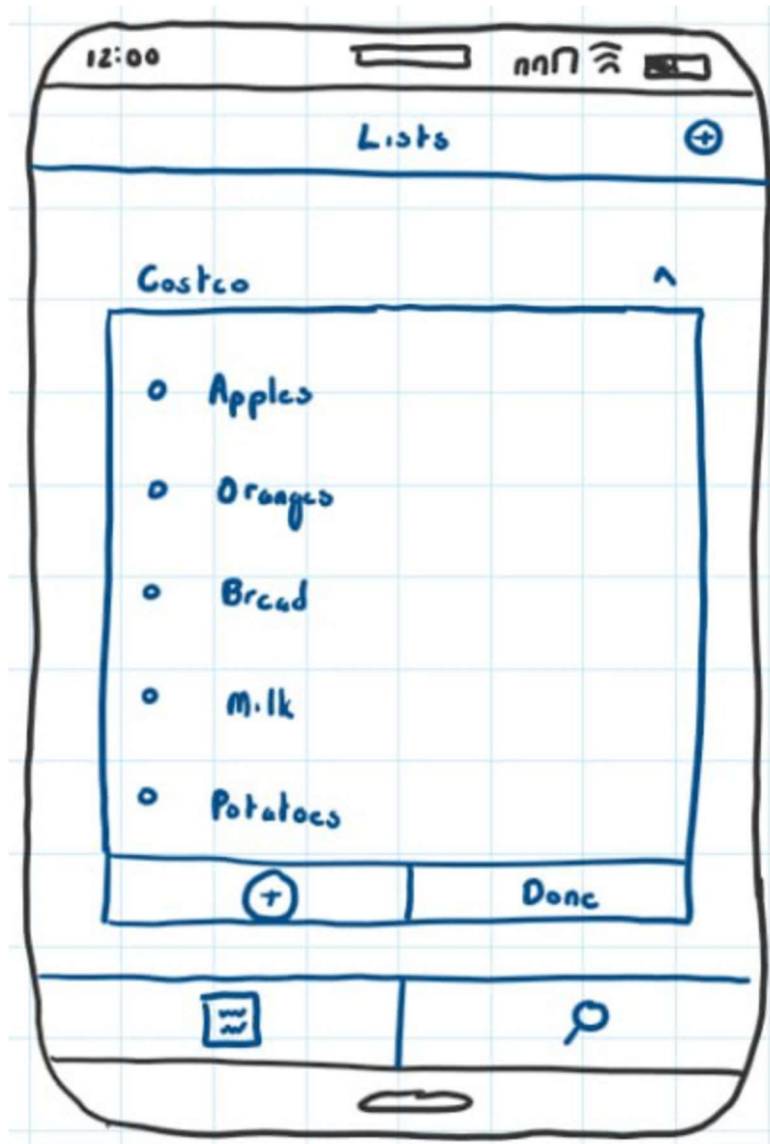 12:00
Lists
Costco
Apples
Oranges
Bread
Milk
Potatoes
Done